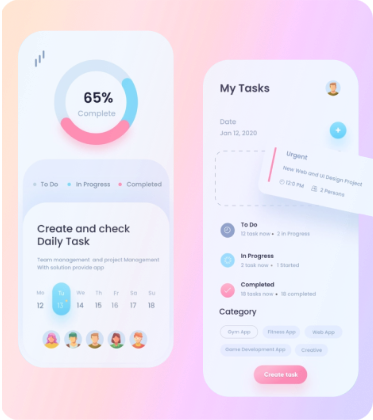 65%
Complete
To Do
In Progress
Completed
Create and check
Daily Task
Team management and project Management
With solution provide app
Mo
Tu
We
Th
Fr
Sa
Su
12
13
14
15
16
17
18
My Tasks
Date
Jan 12, 2020
Urgent
New Web and UI Design Project
12:0 PM
3 Persons
To Do
12 task now • 2 in Progress
In Progress
2 task now • 1 Started
Completed
18 tasks now • 18 completed
Category
Gym App
Fitness App
Web App
Game Development App
Creative
Create task